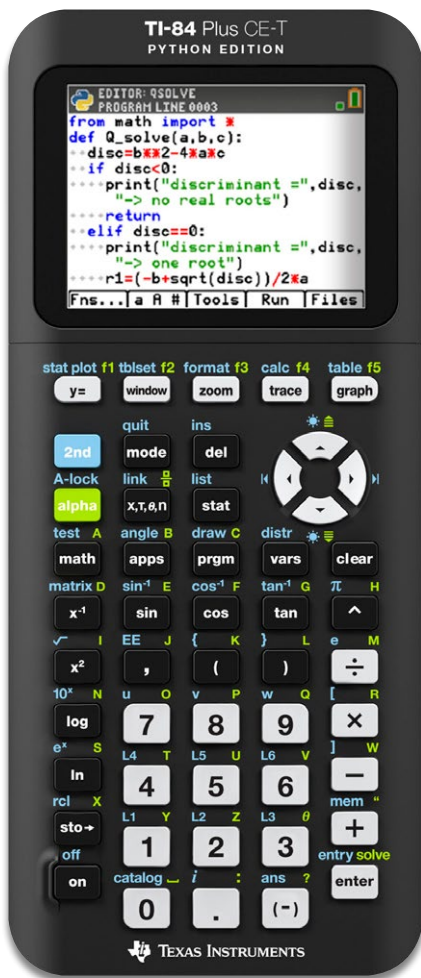 TI-84 Plus CE-T
PYTHON EDITION
EDITOR: QSOLVE
PROGRAM LINE 0003
from math import *
def Q_solve(a,b,c):
disc=b**2-4*a*c
if disc<0:
print("discriminant =",disc,
"-> no real roots")
return
elif disc==0:
print("discriminant =",disc,
"-> one root")
r1=(-b+sqrt(disc))/2*a
Fns... a A # Tools Run Files
stat plot f1 tblset f2 format f3 calc f4 table f5
y= window zoom trace graph
quit ins
2nd mode del
A-lock link list
alpha X,T,θ,n stat
test A angle B draw C distr
math apps prgm vars clear
matrix D sin⁻¹ E cos⁻¹ F tan⁻¹ G π H
x⁻¹ sin cos tan ^
√ I EE J { K } L e M
x² , ( ) ÷
10ˣ N u O v P w Q [ R
log 7 8 9 ×
eˣ S L4 T L5 U L6 V ] W
ln 4 5 6 −
rcl X L1 Y L2 Z L3 θ mem "
sto→ 1 2 3 +
off catalog i : ans ? entry solve
on 0 . (-) enter
TEXAS INSTRUMENTS